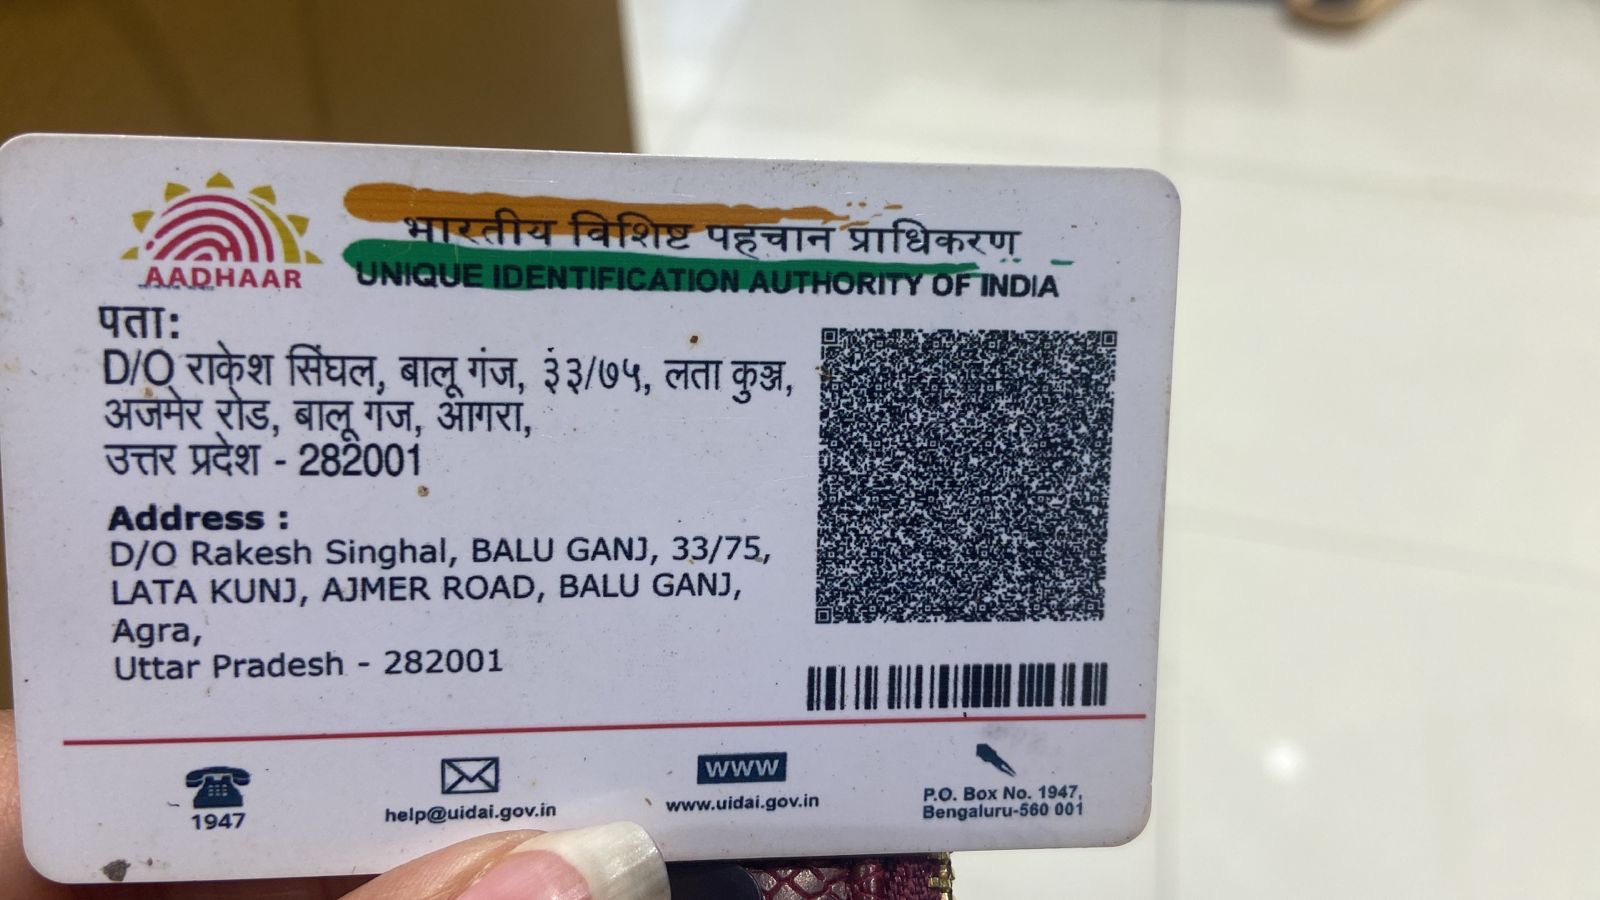 AADHAAR
भारतीय विशिष्ट पहचान प्राधिकरण
UNIQUE IDENTIFICATION AUTHORITY OF INDIA
पता:
D/O राकेश सिंघल, बालू गंज, ३३/७५, लता कुञ्ज,
अजमेर रोड, बालू गंज, आगरा,
उत्तर प्रदेश - 282001
Address :
D/O Rakesh Singhal, BALU GANJ, 33/75,
LATA KUNJ, AJMER ROAD, BALU GANJ,
Agra,
Uttar Pradesh - 282001
1947
help@uidai.gov.in
www
www.uidai.gov.in
P.O. Box No. 1947,
Bengaluru-560 001